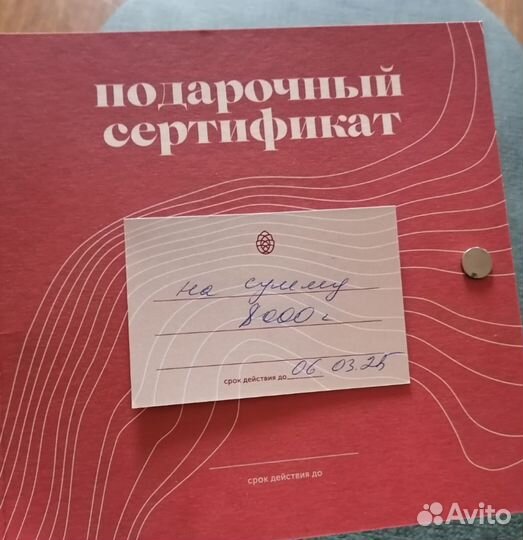 подарочный
сертификат
на сумму
8000 г
срок действия до 06 03.25
срок действия до
Avito